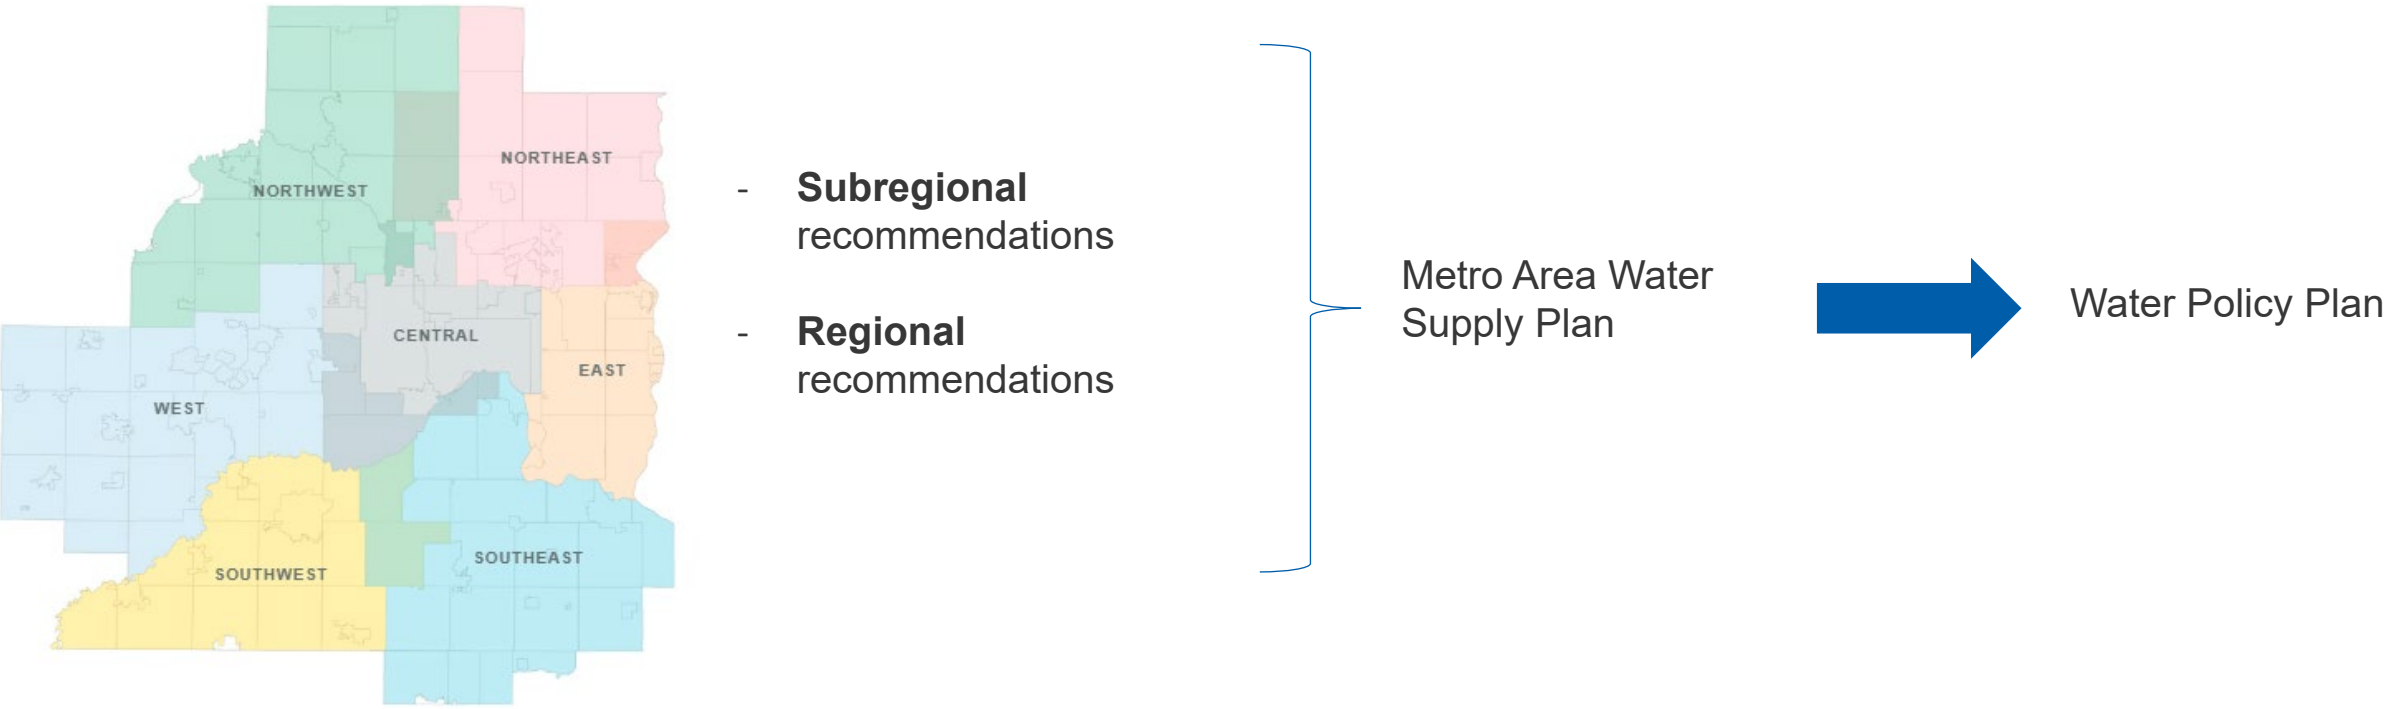 NORTHEAST
NORTHWEST
CENTRAL
EAST
WEST
SOUTHEAST
SOUTHWEST
- Subregional
recommendations
- Regional
recommendations
Metro Area Water
Supply Plan
Water Policy Plan